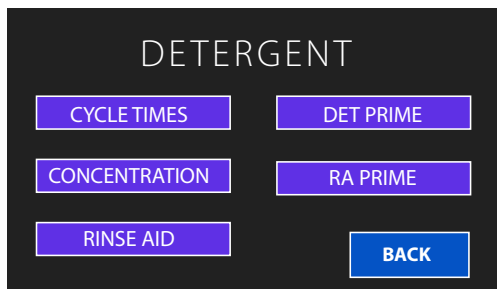 DETERGENT
CYCLE TIMES
DET PRIME
CONCENTRATION
RA PRIME
RINSE AID
BACK